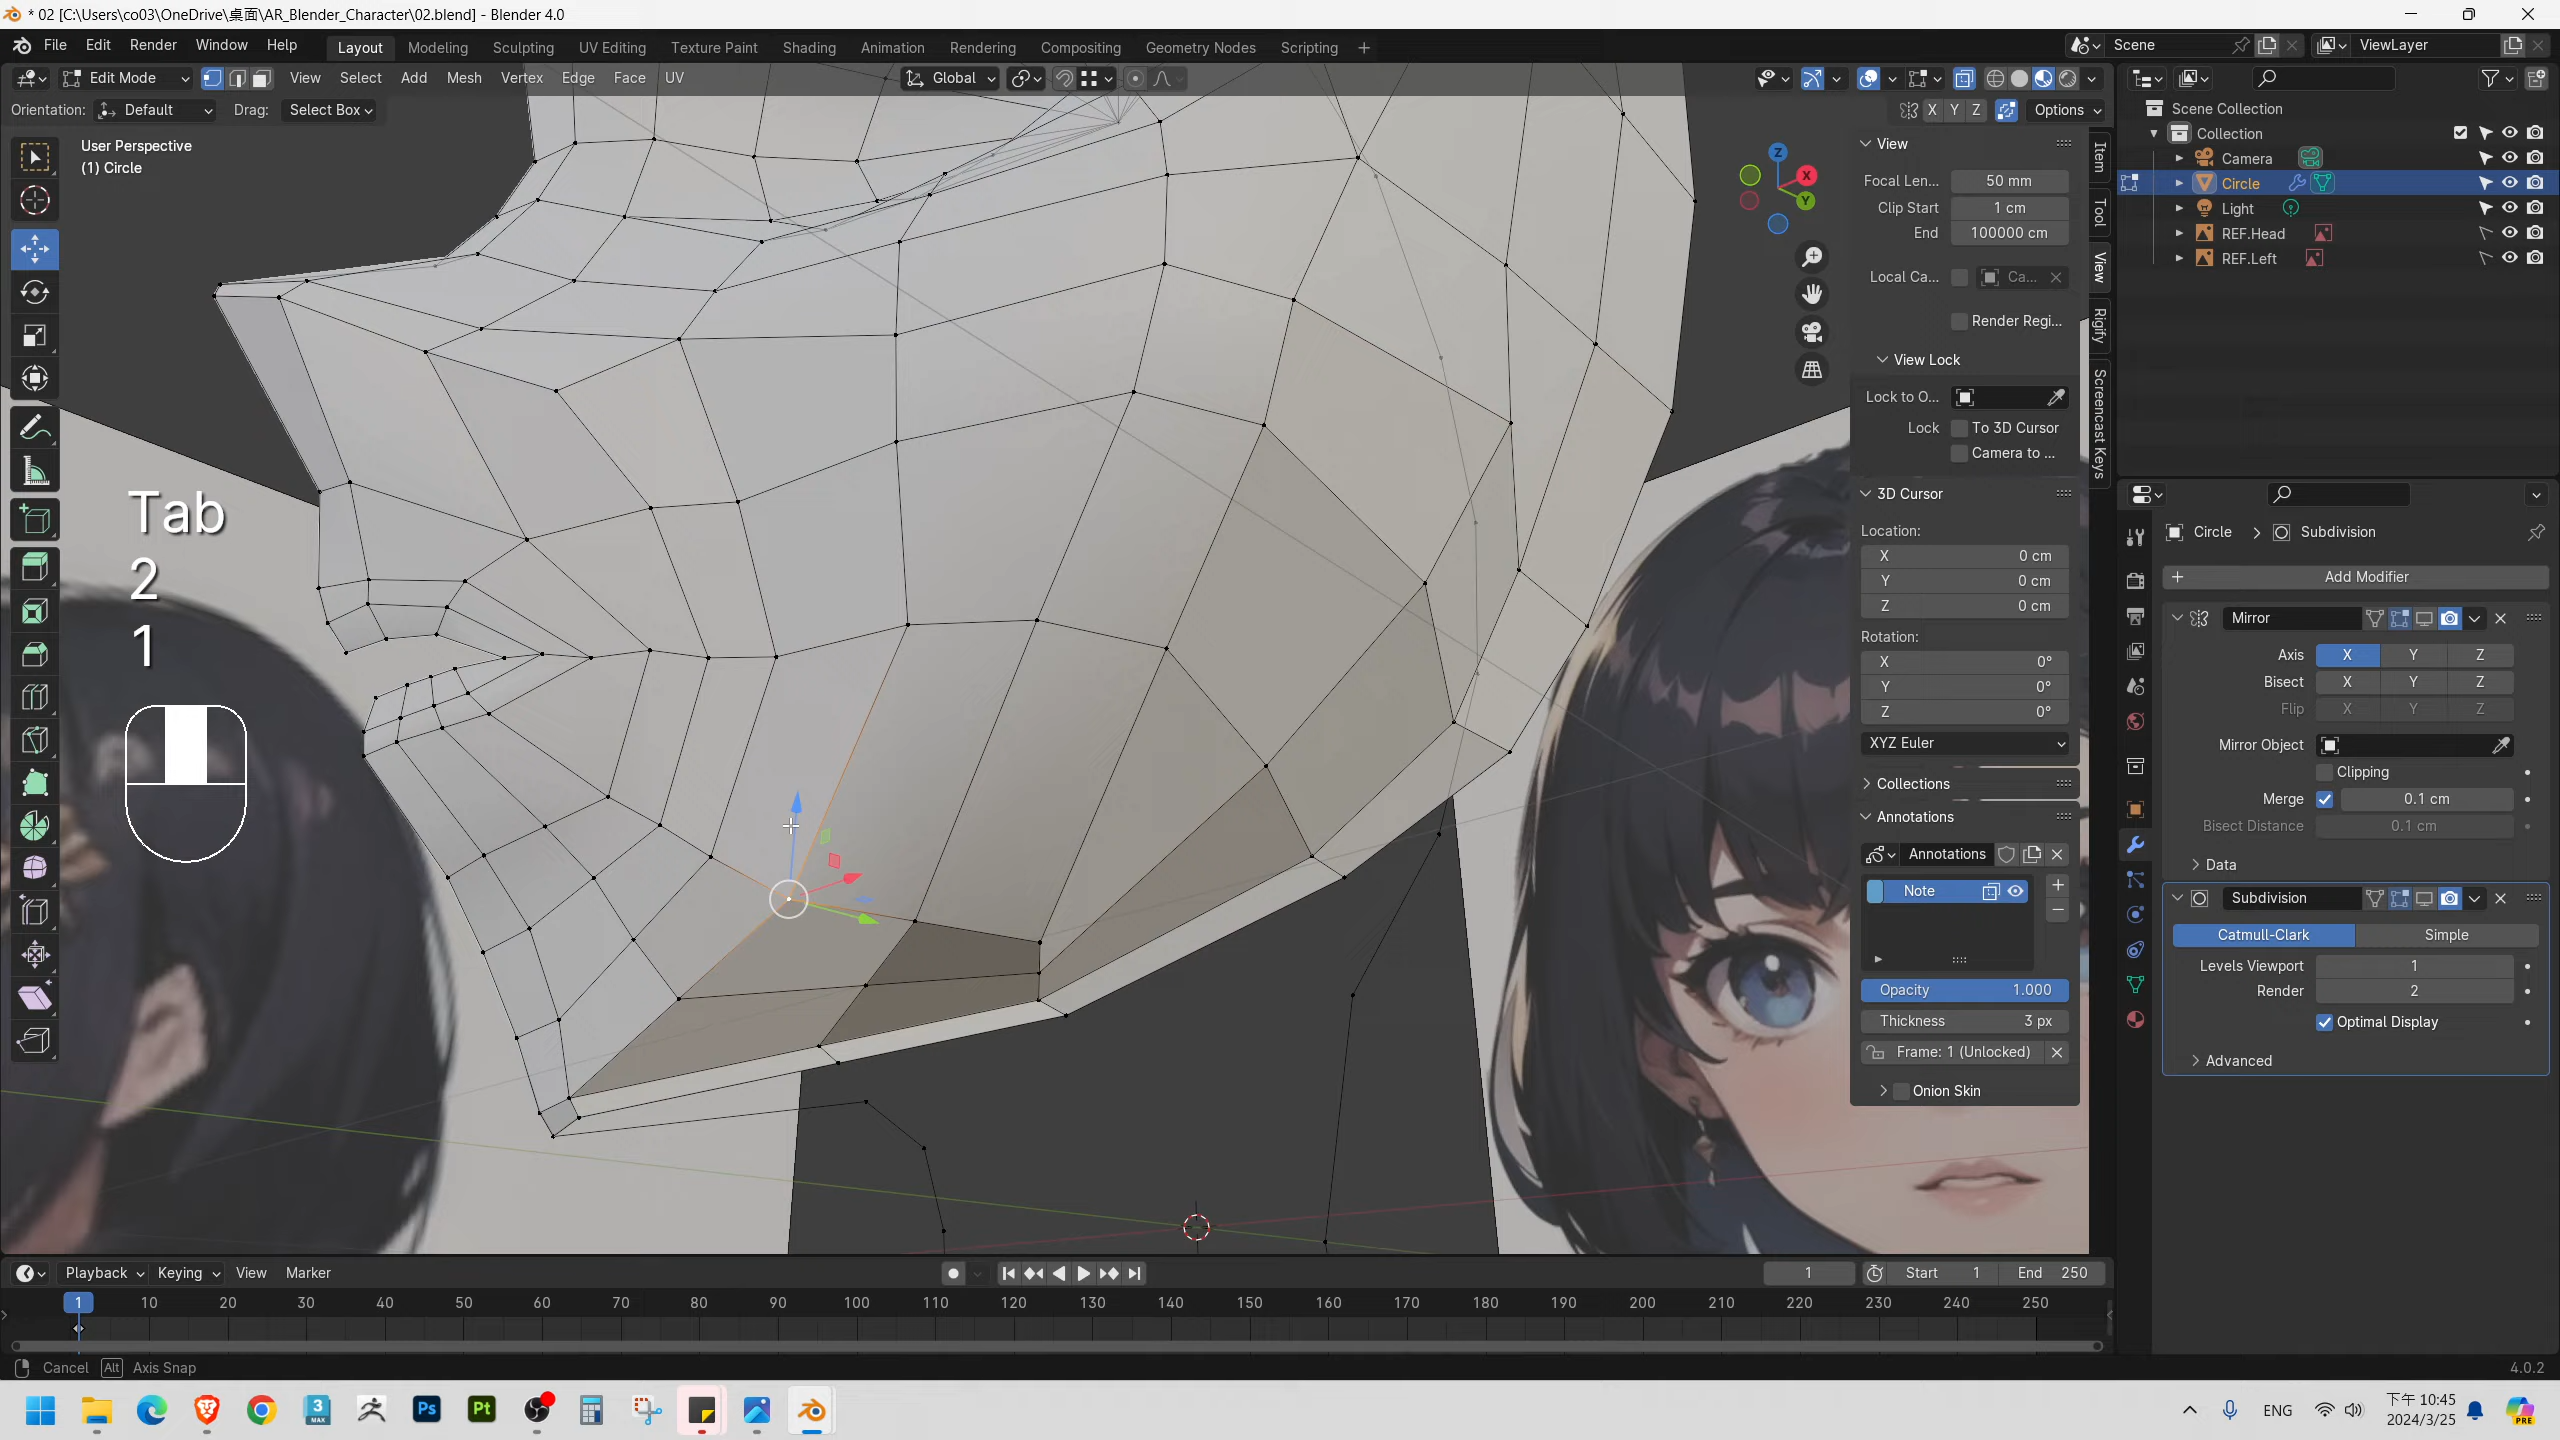 * 02 [C:\Users\co03\OneDrive\桌面\AR_Blender_Character\02.blend] - Blender 4.0
File Edit Render Window Help Layout Modeling Sculpting UV Editing Texture Paint Shading Animation Rendering Compositing Geometry Nodes Scripting + Scene ViewLayer
Edit Mode View Select Add Mesh Vertex Edge Face UV Global
Orientation: Default Drag: Select Box X Y Z Options
User Perspective
(1) Circle
Z
X
Y
Tab
2
1
View
Focal Len... 50 mm
Clip Start 1 cm
End 100000 cm
Local Ca... Ca...
Render Regi...
View Lock
Lock to O...
Lock To 3D Cursor
Camera to ...
3D Cursor
Location:
X 0 cm
Y 0 cm
Z 0 cm
Rotation:
X 0°
Y 0°
Z 0°
XYZ Euler
Collections
Annotations
Annotations
Note
Opacity 1.000
Thickness 3 px
Frame: 1 (Unlocked)
Onion Skin
Item
Tool
View
Rigify
Screencast Keys
Scene Collection
Collection
Camera
Circle
Light
REF.Head
REF.Left
Circle > Subdivision
+ Add Modifier
Mirror
Axis X Y Z
Bisect X Y Z
Flip X Y Z
Mirror Object
Clipping
Merge 0.1 cm
Bisect Distance 0.1 cm
Data
Subdivision
Catmull-Clark Simple
Levels Viewport 1
Render 2
Optimal Display
Advanced
Playback Keying View Marker 1 Start 1 End 250
1 10 20 30 40 50 60 70 80 90 100 110 120 130 140 150 160 170 180 190 200 210 220 230 240 250
Cancel Alt Axis Snap 4.0.2
3 MAX Ps Pt ENG 下午 10:45
2024/3/25
PRE